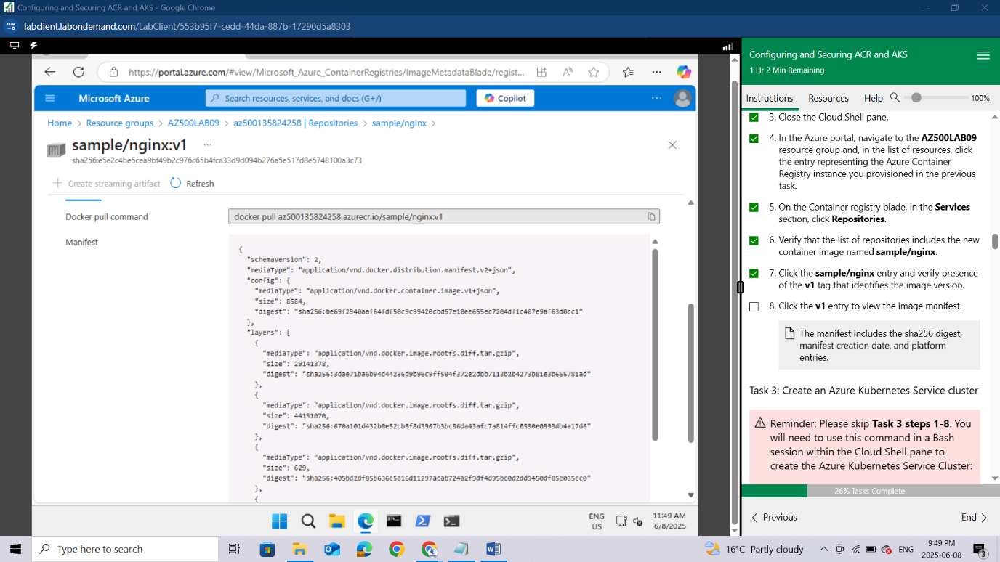 Configuring and Securing ACR and AKS - Google Chrome
labclient.labondemand.com/LabClient/553b95f7-cedd-44da-887b-17290d5a8303
https://portal.azure.com/#view/Microsoft_Azure_ContainerRegistries/ImageMetadataBlade/regist...
Microsoft Azure
Search resources, services, and docs (G+/)
Copilot
Home > Resource groups > AZ500LAB09 > az500135824258 | Repositories > sample/nginx >
sample/nginx:v1
sha256:e5e2c4be5cea9bf49b2c976c65b4fca33d9d094b276a5e517d8e5748100a3c73
Create streaming artifact Refresh
Docker pull command
docker pull az500135824258.azurecr.io/sample/nginx:v1
Manifest
{
"schemaVersion": 2,
"mediaType": "application/vnd.docker.distribution.manifest.v2+json",
"config": {
"mediaType": "application/vnd.docker.container.image.v1+json",
"size": 8584,
"digest": "sha256:be69f2940aaf64fdf50c9c99420cbd57e10ee655ec7204df1c407e9af63d0cc1"
},
"layers": [
{
"mediaType": "application/vnd.docker.image.rootfs.diff.tar.gzip",
"size": 29141378,
"digest": "sha256:3dae71ba6b94d44256d9b90c9ff504f372e2dbb7113b2b4273b81e3b665781ad"
},
{
"mediaType": "application/vnd.docker.image.rootfs.diff.tar.gzip",
"size": 44151070,
"digest": "sha256:670a101d432b0e52cb5f8d3967b3bc86da43afc7a814ffc0590e0993db4a17d6"
},
{
"mediaType": "application/vnd.docker.image.rootfs.diff.tar.gzip",
"size": 629,
"digest": "sha256:405bd2df85b636e5a16d11297acab724a2f9df4d95bc0d2dd9450df85e035cc0"
},
{
ENG
US
11:49 AM
6/8/2025
Configuring and Securing ACR and AKS
1 Hr 2 Min Remaining
Instructions Resources Help 100%
3. Close the Cloud Shell pane.
4. In the Azure portal, navigate to the AZ500LAB09
resource group and, in the list of resources, click
the entry representing the Azure Container
Registry instance you provisioned in the previous
task.
5. On the Container registry blade, in the Services
section, click Repositories.
6. Verify that the list of repositories includes the new
container image named sample/nginx.
7. Click the sample/nginx entry and verify presence
of the v1 tag that identifies the image version.
8. Click the v1 entry to view the image manifest.
The manifest includes the sha256 digest,
manifest creation date, and platform
entries.
Task 3: Create an Azure Kubernetes Service cluster
Reminder: Please skip Task 3 steps 1-8. You
will need to use this command in a Bash
session within the Cloud Shell pane to
create the Azure Kubernetes Service Cluster:
26% Tasks Complete
Previous
End
Type here to search
16°C Partly cloudy
ENG
9:49 PM
2025-06-08
3